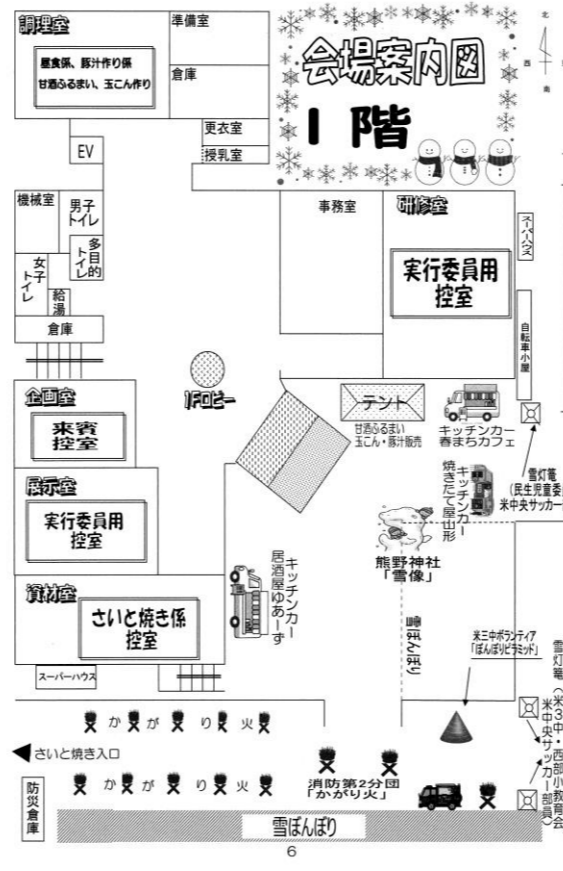 調理室
昼食係、豚汁作り係
甘酒ふるまい、玉こん作り
準備室
倉庫
更衣室
授乳室
EV
会場案内図
1階
北
西
南
機械室
男子
トイレ
多目的
トイレ
女子
トイレ
給湯
倉庫
事務室
研修室
実行委員用
控室
スーパーハウス
自転車小屋
1Fロビー
テント
甘酒ふるまい
玉こん・豚汁販売
キッチンカー
春まちカフェ
雪灯篭
(民生児童委
米中央サッカー
キッチンカー
焼きたて屋山形
熊野神社
「雪像」
企画室
来賓
控室
展示室
実行委員用
控室
資材室
さいと焼き係
控室
スーパーハウス
キッチンカー
居酒屋ゆあーず
雪ぼんぼり
米三中ボランティア
「ぼんぼりピラミッド」
雪灯篭(米3中・西部小教育会
米中央サッカー部員)
かがり火
さいと焼き入口
かがり火
消防第2分団
「かがり火」
防災倉庫
雪ぼんぼり
6